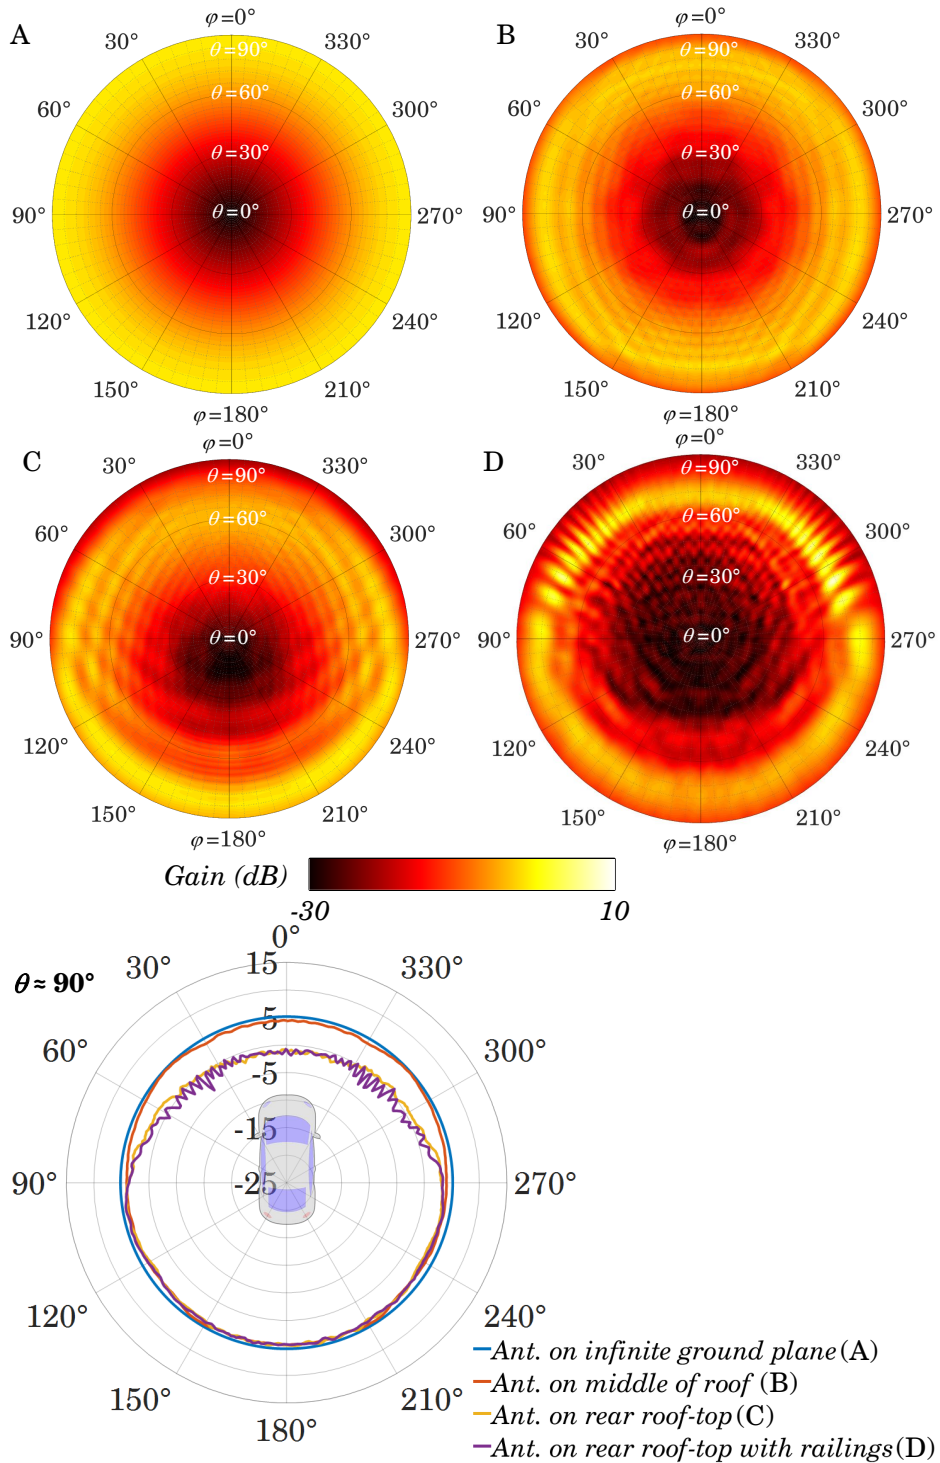 A
φ=0°
30°
330°
θ=90°
60°
300°
θ=60°
θ=30°
90°
θ=0°
270°
120°
240°
150°
210°
φ=180°
B
φ=0°
30°
330°
θ=90°
60°
300°
θ=60°
θ=30°
90°
θ=0°
270°
120°
240°
150°
210°
φ=180°
C
φ=0°
30°
330°
θ=90°
60°
300°
θ=60°
θ=30°
90°
θ=0°
270°
120°
240°
150°
210°
φ=180°
D
φ=0°
30°
330°
θ=90°
60°
300°
θ=60°
θ=30°
90°
θ=0°
270°
120°
240°
150°
210°
φ=180°
Gain (dB)
-30
10
θ ≈ 90°
0°
15
30°
330°
5
60°
300°
-5
-15
90°
-25
270°
120°
240°
150°
210°
180°
Ant. on infinite ground plane (A)
Ant. on middle of roof (B)
Ant. on rear roof-top (C)
Ant. on rear roof-top with railings (D)